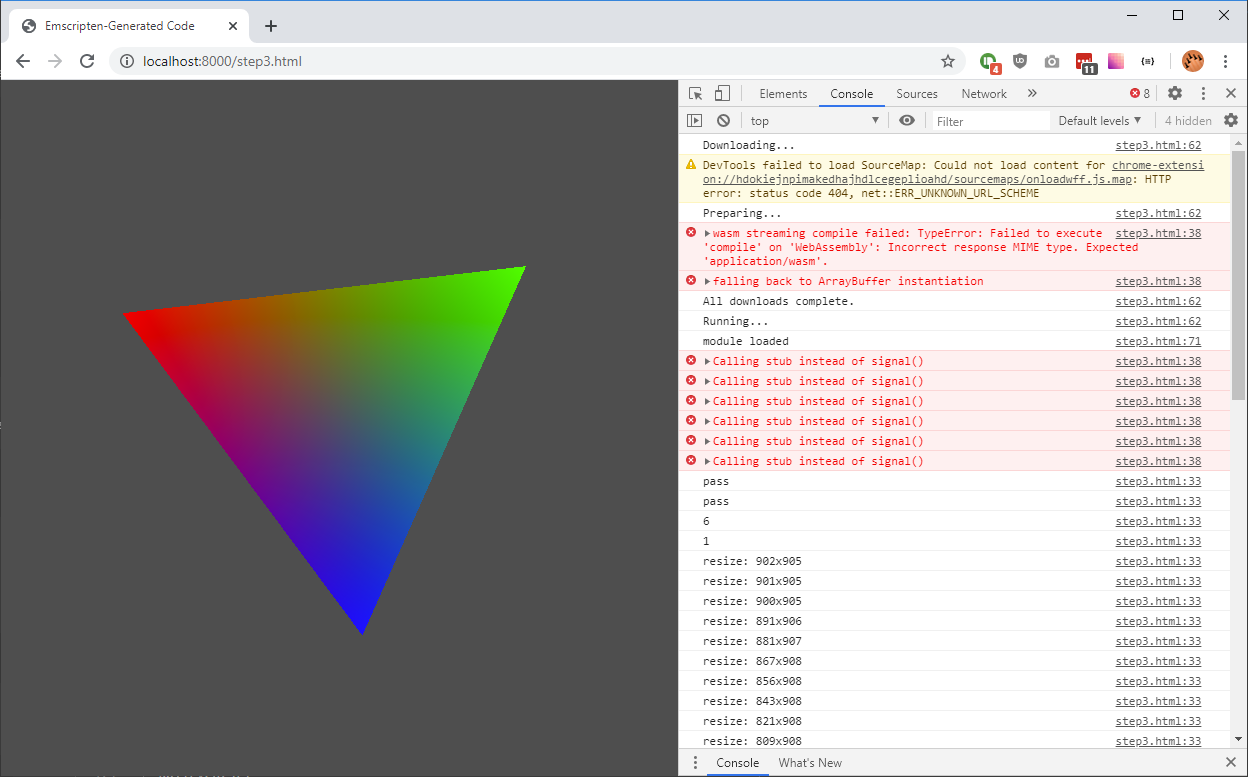 Emscripten-Generated Code
localhost:8000/step3.html
4
UD
11
Elements Console Sources Network » 8
top Filter Default levels ▼ 4 hidden
Downloading... step3.html:62
DevTools failed to load SourceMap: Could not load content for chrome-extensi
on://hdokiejnpimakedhajhdlcegeplioahd/sourcemaps/onloadwff.js.map: HTTP
error: status code 404, net::ERR_UNKNOWN_URL_SCHEME
Preparing... step3.html:62
wasm streaming compile failed: TypeError: Failed to execute step3.html:38
'compile' on 'WebAssembly': Incorrect response MIME type. Expected
'application/wasm'.
falling back to ArrayBuffer instantiation step3.html:38
All downloads complete. step3.html:62
Running... step3.html:62
module loaded step3.html:71
Calling stub instead of signal() step3.html:38
Calling stub instead of signal() step3.html:38
Calling stub instead of signal() step3.html:38
Calling stub instead of signal() step3.html:38
Calling stub instead of signal() step3.html:38
Calling stub instead of signal() step3.html:38
pass step3.html:33
pass step3.html:33
6 step3.html:33
1 step3.html:33
resize: 902x905 step3.html:33
resize: 901x905 step3.html:33
resize: 900x905 step3.html:33
resize: 891x906 step3.html:33
resize: 881x907 step3.html:33
resize: 867x908 step3.html:33
resize: 856x908 step3.html:33
resize: 843x908 step3.html:33
resize: 821x908 step3.html:33
resize: 809x908 step3.html:33
Console What's New